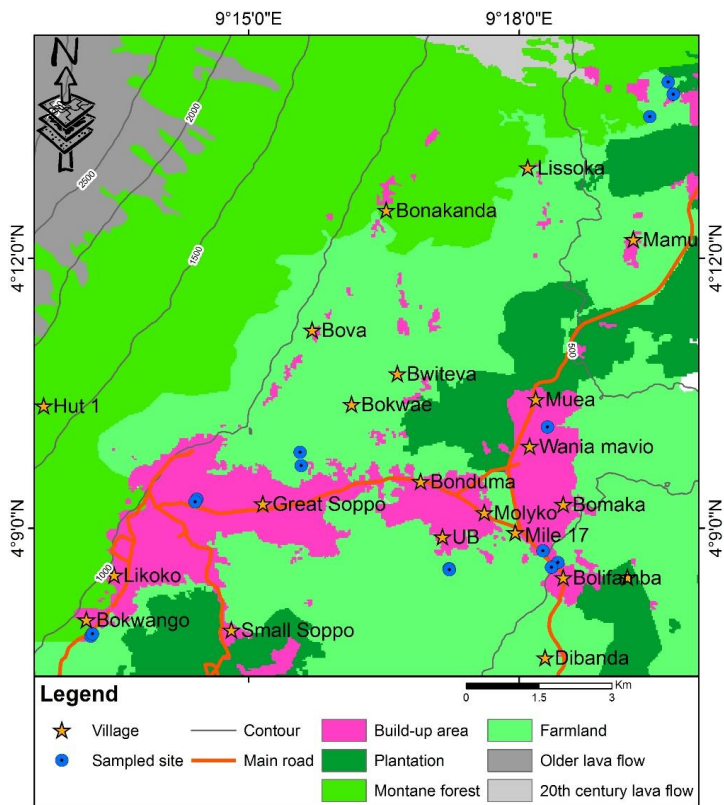 9°15'0"E
9°18'0"E
N
2000
2500
1500
Lissoka
Bonakanda
4°12'0"N
4°12'0"N
Mamu
Bova
500
Bwiteva
Hut 1
Bokwae
Muea
Wania mavio
Bonduma
Great Soppo
Molyko
Bomaka
4°9'0"N
4°9'0"N
UB
Mile 17
1000
Likoko
Bolifamba
Bokwango
Small Soppo
Dibanda
Legend
0 1.5 3 Km
Village
Contour
Build-up area
Farmland
Sampled site
Main road
Plantation
Older lava flow
Montane forest
20th century lava flow